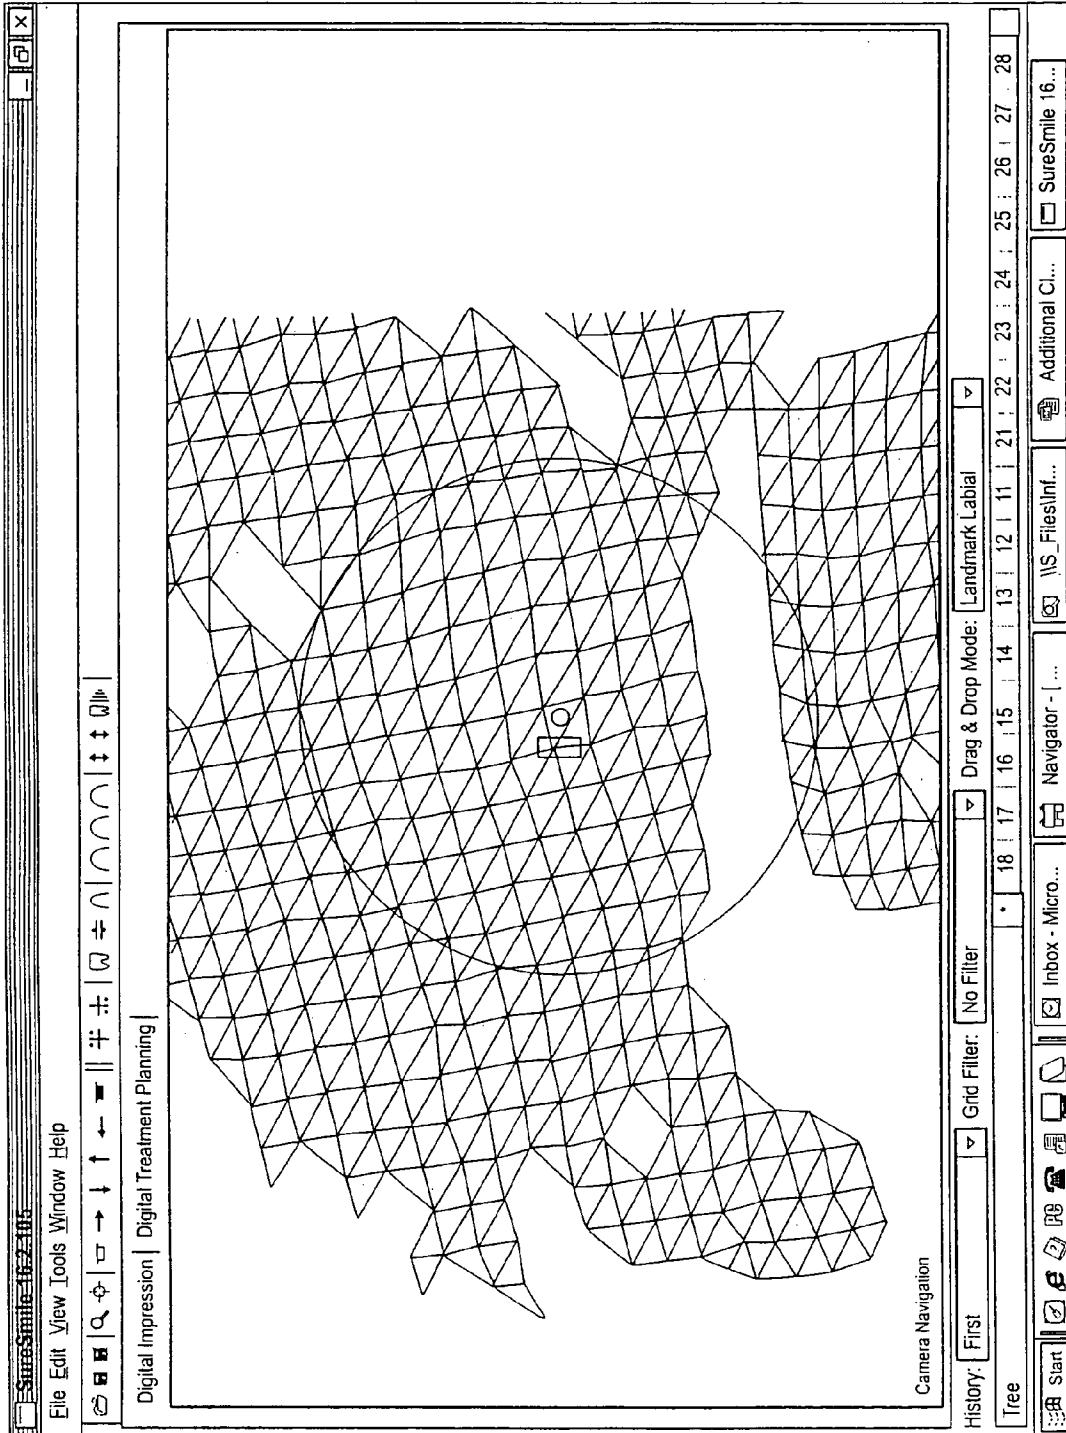 SureSmile 16.2.105
File Edit View Tools Window Help
Digital Impression | Digital Treatment Planning |
Camera Navigation
History: First Grid Filter: No Filter Drag & Drop Mode: Landmark Labial
Tree * 18 17 16 15 14 13 12 11 21 22 23 24 25 26 27 28
Start Inbox - Micro... Navigator - [ ... \\S_Files\Inf... Additional Cl... SureSmile 16...